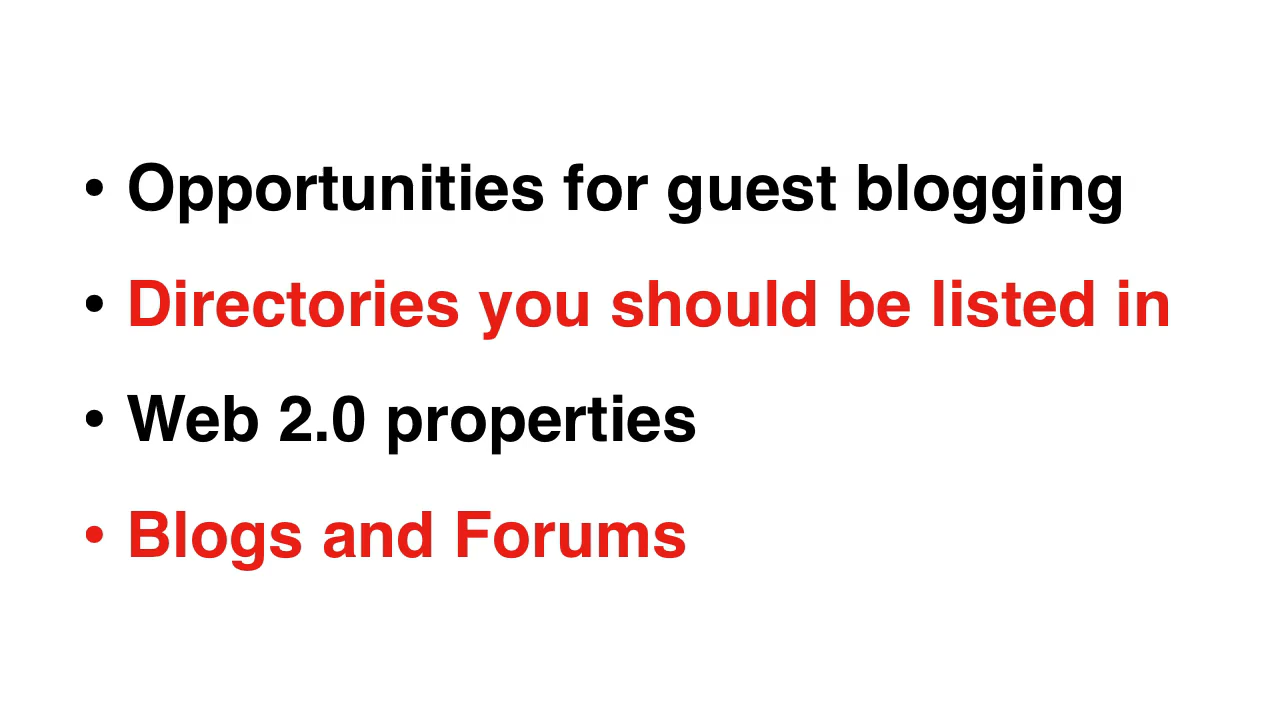 • Opportunities for guest blogging
• Directories you should be listed in
• Web 2.0 properties
• Blogs and Forums